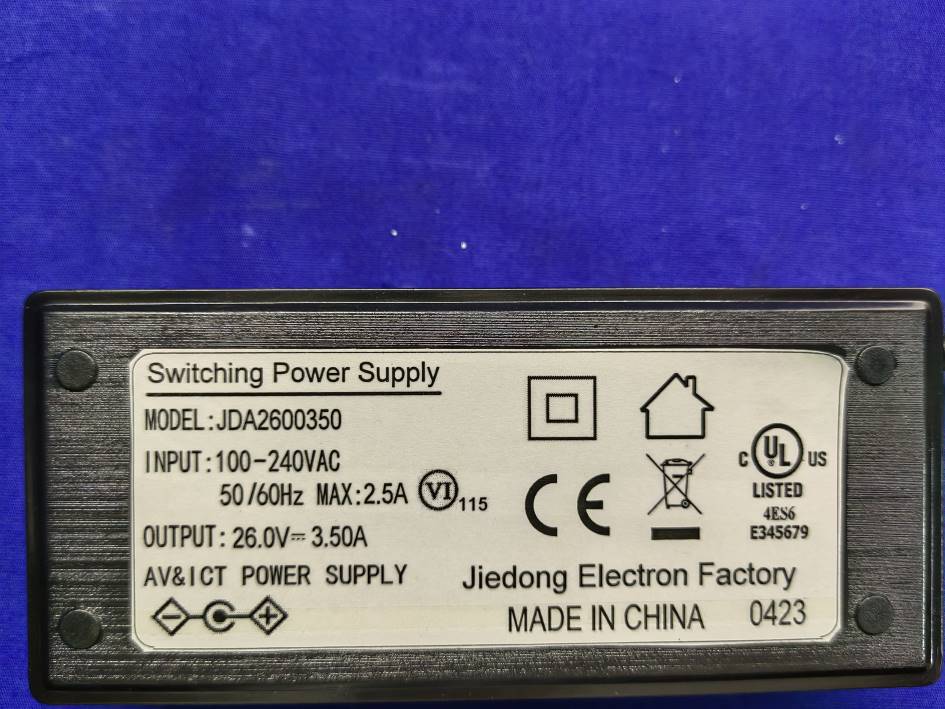 Switching Power Supply
MODEL:JDA2600350
INPUT:100-240VAC
50/60Hz MAX:2.5A VI 115
OUTPUT: 26.0V⎓3.50A
AV&ICT POWER SUPPLY
CE
C UL US
LISTED
4ES6
E345679
Jiedong Electron Factory
MADE IN CHINA 0423